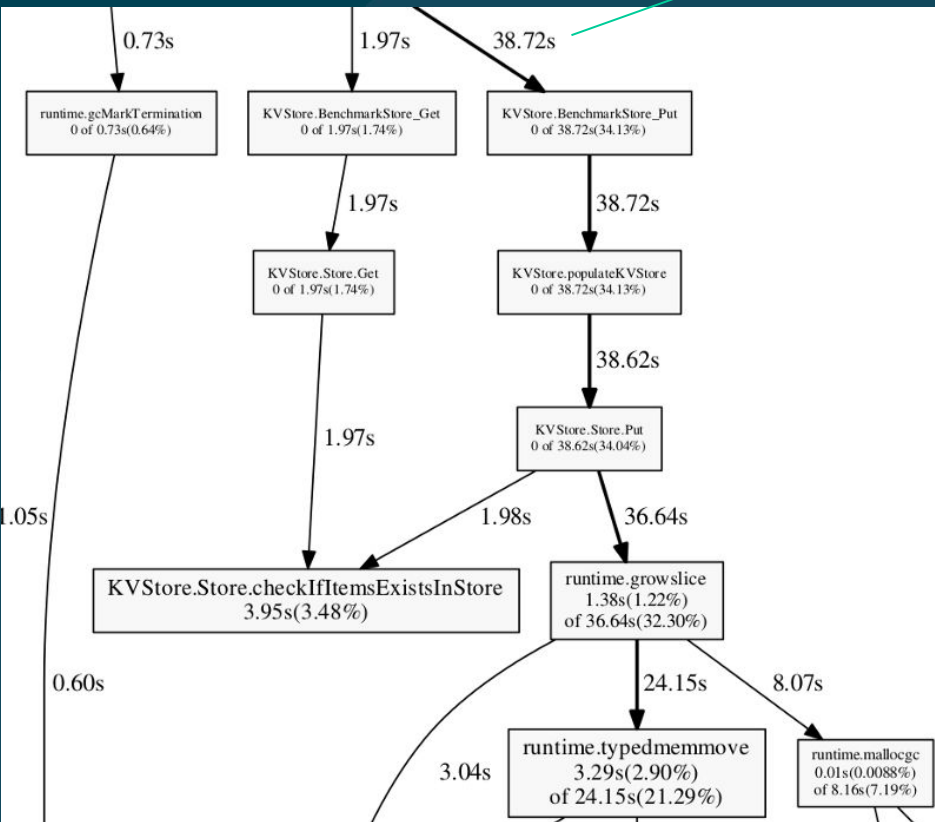 0.73s
1.97s
38.72s
runtime.gcMarkTermination
0 of 0.73s(0.64%)
KVStore.BenchmarkStore_Get
0 of 1.97s(1.74%)
KVStore.BenchmarkStore_Put
0 of 38.72s(34.13%)
1.97s
38.72s
KVStore.Store.Get
0 of 1.97s(1.74%)
KVStore.populateKVStore
0 of 38.72s(34.13%)
38.62s
KVStore.Store.Put
0 of 38.62s(34.04%)
1.97s
1.05s
1.98s
36.64s
KVStore.Store.checkIfItemsExistsInStore
3.95s(3.48%)
runtime.growslice
1.38s(1.22%)
of 36.64s(32.30%)
0.60s
24.15s
8.07s
3.04s
runtime.typedmemmove
3.29s(2.90%)
of 24.15s(21.29%)
runtime.mallocgc
0.01s(0.0088%)
of 8.16s(7.19%)